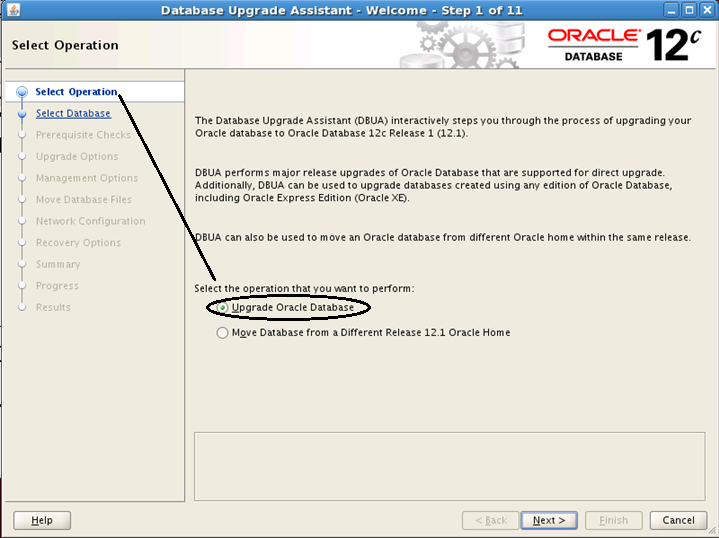 Database Upgrade Assistant - Welcome - Step 1 of 11
Select Operation
ORACLE
DATABASE
12c
Select Operation
Select Database
Prerequisite Checks
Upgrade Options
Management Options
Move Database Files
Network Configuration
Recovery Options
Summary
Progress
Results
The Database Upgrade Assistant (DBUA) interactively steps you through the process of upgrading your
Oracle database to Oracle Database 12c Release 1 (12.1).
DBUA performs major release upgrades of Oracle Database that are supported for direct upgrade.
Additionally, DBUA can be used to upgrade databases created using any edition of Oracle Database,
including Oracle Express Edition (Oracle XE).
DBUA can also be used to move an Oracle database from different Oracle home within the same release.
Select the operation that you want to perform:
Upgrade Oracle Database
Move Database from a Different Release 12.1 Oracle Home
Help
< Back
Next >
Finish
Cancel